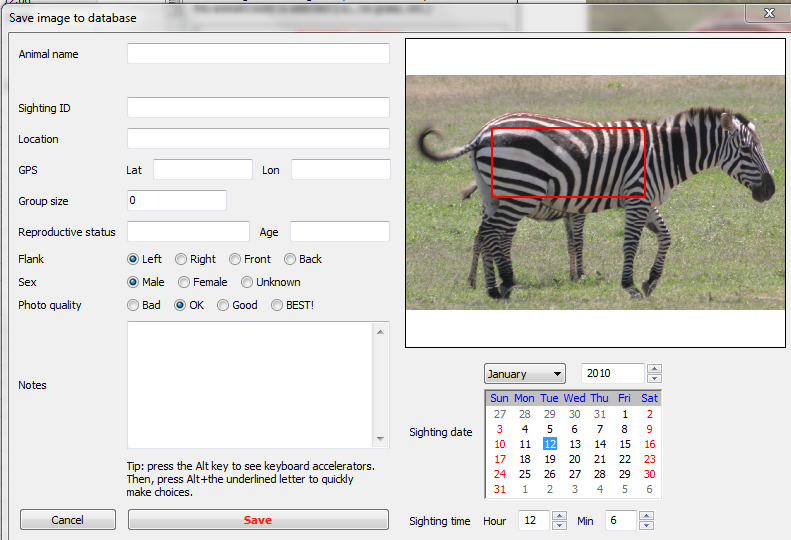 Save image to database
Animal name
Sighting ID
Location
GPS Lat Lon
Group size 0
Reproductive status Age
Flank Left Right Front Back
Sex Male Female Unknown
Photo quality Bad OK Good BEST!
Notes
Tip: press the Alt key to see keyboard accelerators.
Then, press Alt+the underlined letter to quickly
make choices.
Cancel Save
January 2010
Sighting date
Sun Mon Tue Wed Thu Fri Sat
27 28 29 30 31 1 2
3 4 5 6 7 8 9
10 11 12 13 14 15 16
17 18 19 20 21 22 23
24 25 26 27 28 29 30
31 1 2 3 4 5 6
Sighting time Hour 12 Min 6